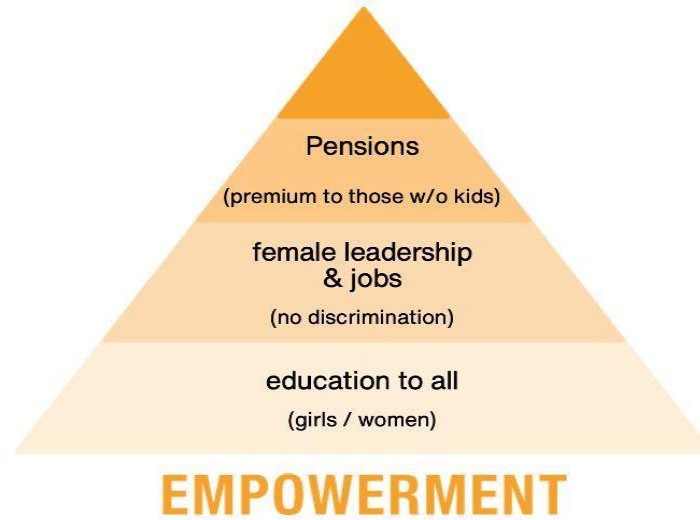 Pensions
(premium to those w/o kids)
female leadership
& jobs
(no discrimination)
education to all
(girls / women)
EMPOWERMENT